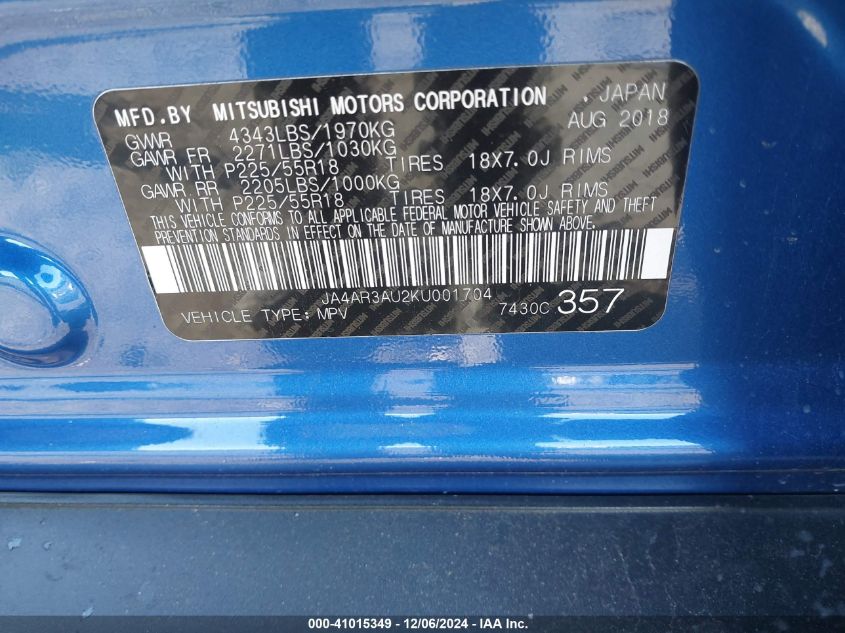 MFD.BY MITSUBISHI MOTORS CORPORATION , JAPAN
GVWR 4343LBS/1970KG AUG 2018
GAWR FR 2271LBS/1030KG
WITH P225/55R18 TIRES 18X7.0J RIMS
GAWR RR 2205LBS/1000KG
WITH P225/55R18 TIRES 18X7.0J RIMS
THIS VEHICLE CONFORMS TO ALL APPLICABLE FEDERAL MOTOR VEHICLE SAFETY AND THEFT
PREVENTION STANDARDS IN EFFECT ON THE DATE OF MANUFACTURE SHOWN ABOVE.
JA4AR3AU2KU001704
VEHICLE TYPE: MPV 7430C 357
000-41015349 - 12/06/2024 - IAAI.com